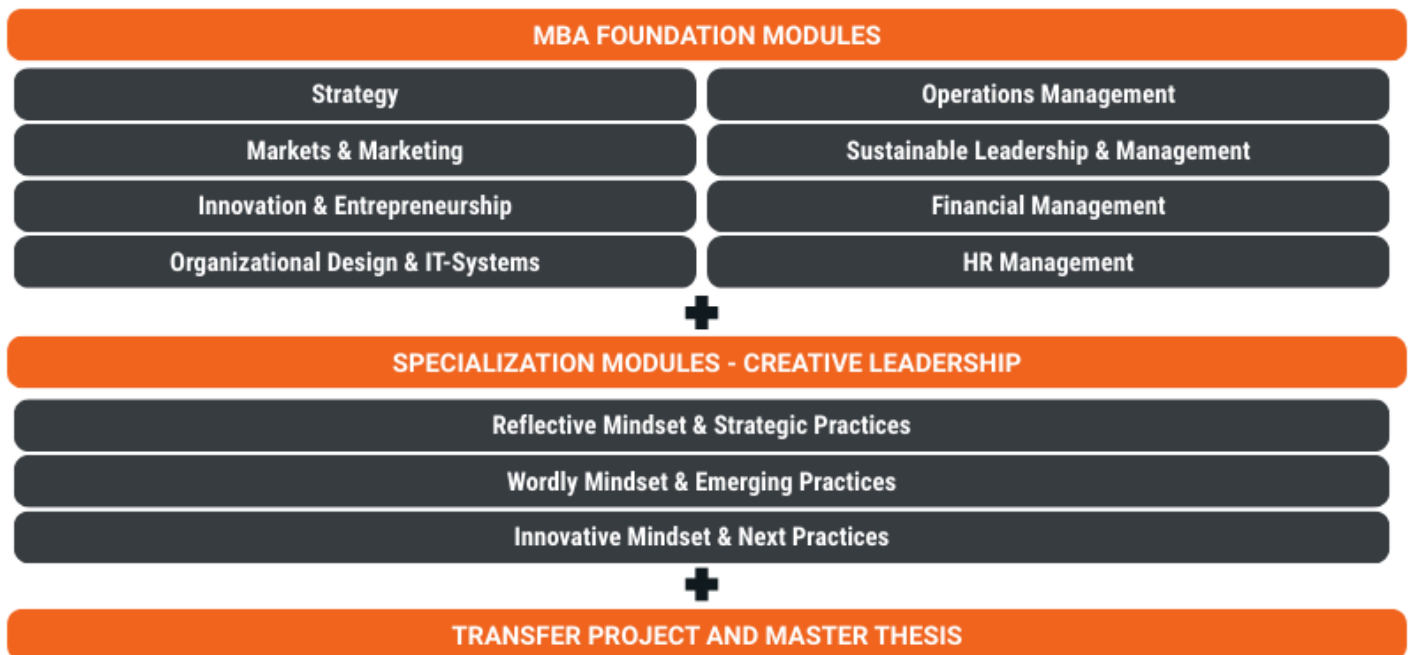 MBA FOUNDATION MODULES
Strategy
Operations Management
Markets & Marketing
Sustainable Leadership & Management
Innovation & Entrepreneurship
Financial Management
Organizational Design & IT-Systems
HR Management
SPECIALIZATION MODULES - CREATIVE LEADERSHIP
Reflective Mindset & Strategic Practices
Wordly Mindset & Emerging Practices
Innovative Mindset & Next Practices
TRANSFER PROJECT AND MASTER THESIS